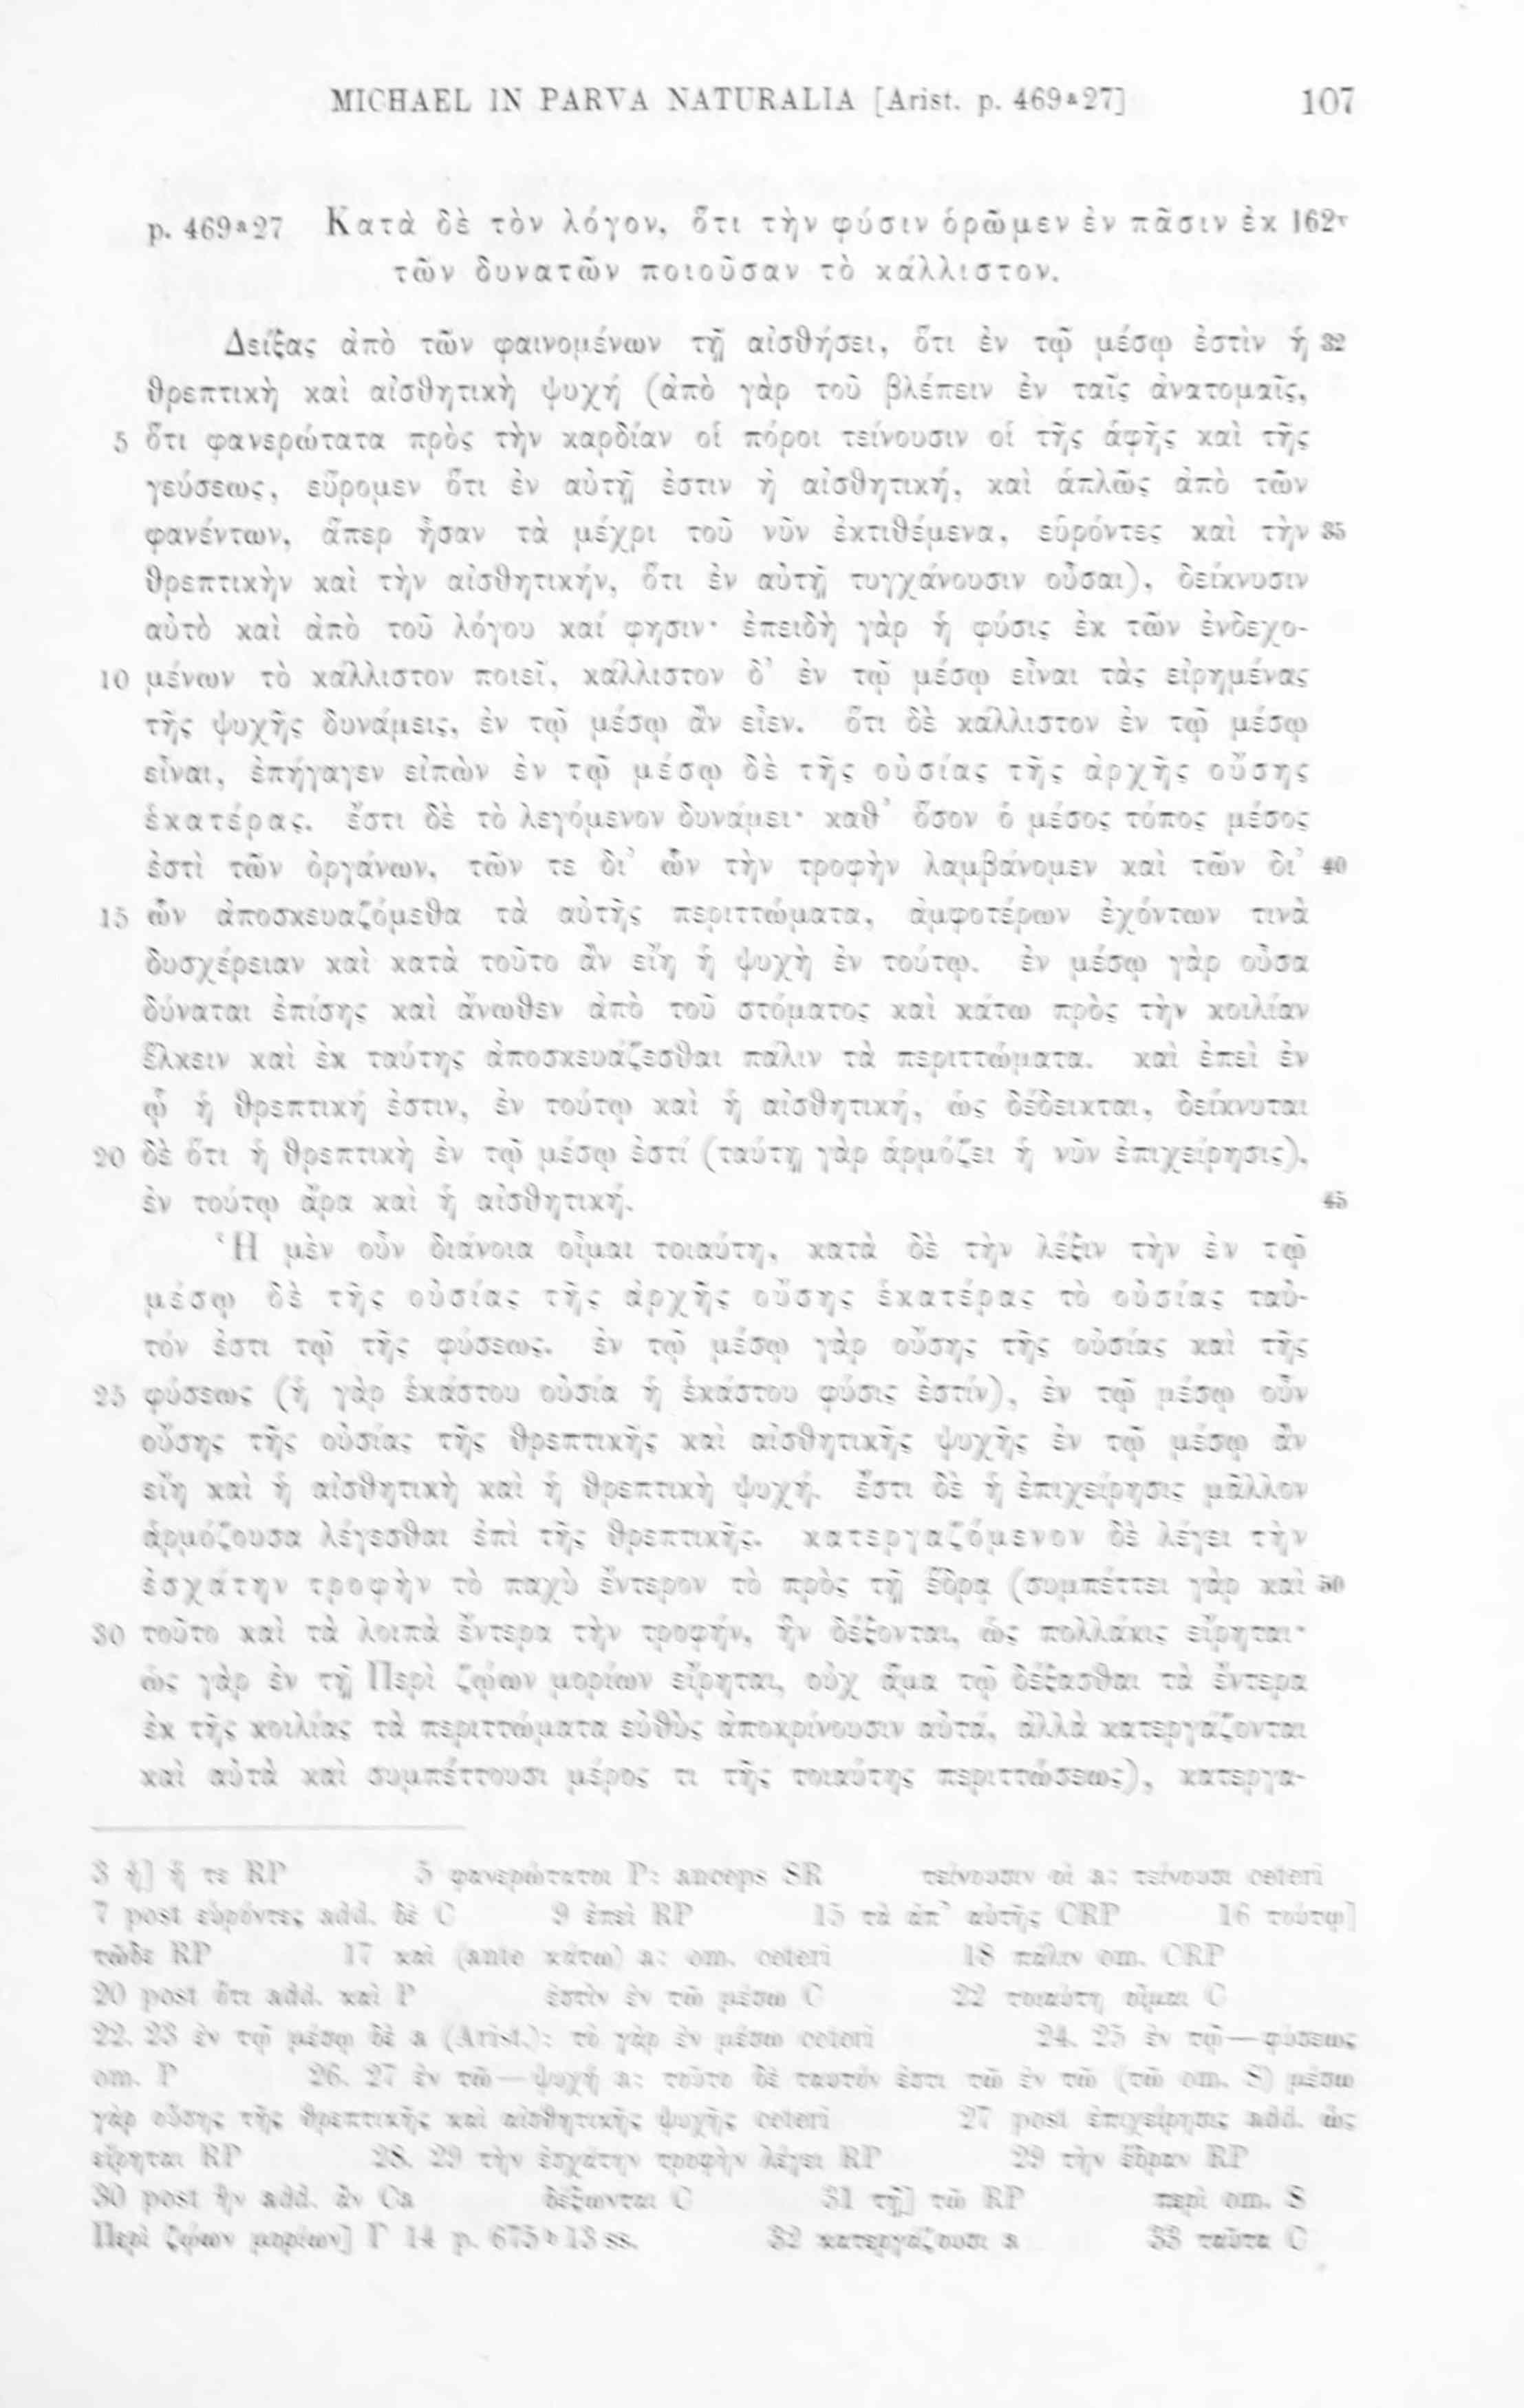 MICHAEL IN PARVA NATURALIA [Arist. p. 469a27] 107
p. 469a27 Κατὰ δὲ τὸν λόγον, ὅτι τὴν φύσιν ὁρῶμεν ἐν πᾶσιν ἐκ |162v
τῶν δυνατῶν ποιοῦσαν τὸ κάλλιστον.
Δείξας ἀπὸ τῶν φαινομένων τῇ αἰσθήσει, ὅτι ἐν τῷ μέσῳ ἐστὶν ἡ 32
θρεπτικὴ καὶ αἰσθητικὴ ψυχή (ἀπὸ γὰρ τοῦ βλέπειν ἐν ταῖς ἀνατομαῖς,
5 ὅτι φανερώτατα πρὸς τὴν καρδίαν οἱ πόροι τείνουσιν οἱ τῆς ἁφῆς καὶ τῆς
γεύσεως, εὕρομεν ὅτι ἐν αὐτῇ ἐστιν ἡ αἰσθητική, καὶ ἁπλῶς ἀπὸ τῶν
φανέντων, ἅπερ ἦσαν τὰ μέχρι τοῦ νῦν ἐκτιθέμενα, εὑρόντες καὶ τὴν 35
θρεπτικὴν καὶ τὴν αἰσθητικήν, ὅτι ἐν αὐτῇ τυγχάνουσιν οὖσαι), δείκνυσιν
αὐτὸ καὶ ἀπὸ τοῦ λόγου καί φησιν· ἐπειδὴ γὰρ ἡ φύσις ἐκ τῶν ἐνδεχο-
10 μένων τὸ κάλλιστον ποιεῖ, κάλλιστον δ’ ἐν τῷ μέσῳ εἶναι τὰς εἰρημένας
τῆς ψυχῆς δυνάμεις, ἐν τῷ μέσῳ ἂν εἶεν. ὅτι δὲ κάλλιστον ἐν τῷ μέσῳ
εἶναι, ἐπήγαγεν εἰπὼν ἐν τῷ μέσῳ δὲ τῆς οὐσίας τῆς ἀρχῆς οὔσης
ἑκατέρας. ἔστι δὲ τὸ λεγόμενον δυνάμει· καθ’ ὅσον ὁ μέσος τόπος μέσος
ἐστὶ τῶν ὀργάνων, τῶν τε δι’ ὧν τὴν τροφὴν λαμβάνομεν καὶ τῶν δι’ 40
15 ὧν ἀποσκευαζόμεθα τὰ αὐτῆς περιττώματα, ἀμφοτέρων ἐχόντων τινὰ
δυσχέρειαν καὶ κατὰ τοῦτο ἂν εἴη ἡ ψυχὴ ἐν τούτῳ. ἐν μέσῳ γὰρ οὖσα
δύναται ἐπίσης καὶ ἄνωθεν ἀπὸ τοῦ στόματος καὶ κάτω πρὸς τὴν κοιλίαν
ἕλκειν καὶ ἐκ ταύτης ἀποσκευάζεσθαι πάλιν τὰ περιττώματα. καὶ ἐπεὶ ἐν
ᾧ ἡ θρεπτική ἐστιν, ἐν τούτῳ καὶ ἡ αἰσθητική, ὡς δέδεικται, δείκνυται
20 δὲ ὅτι ἡ θρεπτικὴ ἐν τῷ μέσῳ ἐστί (ταύτῃ γὰρ ἁρμόζει ἡ νῦν ἐπιχείρησις),
ἐν τούτῳ ἄρα καὶ ἡ αἰσθητική. 45
Ἡ μὲν οὖν διάνοια οἶμαι τοιαύτη, κατὰ δὲ τὴν λέξιν τὴν ἐν τῷ
μέσῳ δὲ τῆς οὐσίας τῆς ἀρχῆς οὔσης ἑκατέρας τὸ οὐσίας ταὐ-
τόν ἐστι τῷ τῆς φύσεως. ἐν τῷ μέσῳ γὰρ οὔσης τῆς οὐσίας καὶ τῆς
25 φύσεως (ἡ γὰρ ἑκάστου οὐσία ἡ ἑκάστου φύσις ἐστίν), ἐν τῷ μέσῳ οὖν
οὔσης τῆς οὐσίας τῆς θρεπτικῆς καὶ αἰσθητικῆς ψυχῆς ἐν τῷ μέσῳ ἂν
εἴη καὶ ἡ αἰσθητικὴ καὶ ἡ θρεπτικὴ ψυχή. ἔστι δὲ ἡ ἐπιχείρησις μᾶλλον
ἁρμόζουσα λέγεσθαι ἐπὶ τῆς θρεπτικῆς. κατεργαζόμενον δὲ λέγει τὴν
ἐσχάτην τροφὴν τὸ παχὺ ἔντερον τὸ πρὸς τῇ ἕδρᾳ (συμπέττει γὰρ καὶ 50
30 τοῦτο καὶ τὰ λοιπὰ ἔντερα τὴν τροφήν, ἣν δέξονται, ὡς πολλάκις εἴρηται·
ὡς γὰρ ἐν τῇ Περὶ ζῴων μορίων εἴρηται, οὐχ ἅμα τῷ δέξασθαι τὰ ἔντερα
ἐκ τῆς κοιλίας τὰ περιττώματα εὐθὺς ἀποκρίνουσιν αὐτά, ἀλλὰ κατεργάζονται
καὶ αὐτὰ καὶ συμπέττουσι μέρος τι τῆς τοιαύτης περιττώσεως), κατεργα-
3 ἡ] ἥ τε RP 5 φανερώτατοι P: anceps SR τείνουσιν οἱ a: τείνουσι ceteri
7 post εὑρόντες add. δὲ C 9 ἐπεὶ RP 15 τὰ ἀπ’ αὐτῆς CRP 16 τούτῳ]
τῶδε RP 17 καὶ (ante κάτω) a: om. ceteri 18 πάλιν om. CRP
20 post ὅτι add. καὶ P ἐστὶν ἐν τῶ μέσω C 22 τοιαύτη οἶμαι C
22. 23 ἐν τῷ μέσῳ δὲ a (Arist.): τὸ γὰρ ἐν μέσω ceteri 24. 25 ἐν τῷ—φύσεως
om. P 26. 27 ἐν τῶ—ψυχή a: τοῦτο δὲ ταυτόν ἐστι τῶ ἐν τῶ (τῶ om. S) μέσω
γὰρ οὔσης τῆς θρεπτικῆς καὶ αἰσθητικῆς ψυχῆς ceteri 27 post ἐπιχείρησις add. ὡς
εἴρηται RP 28. 29 τὴν ἐσχάτην τροφὴν λέγει RP 29 τὴν ἕδραν RP
30 post ἣν add. ἂν Ca δέξωνται C 31 τῇ] τῶ RP περὶ om. S
Περὶ ζῴων μορίων] Γ 14 p. 675b13 ss. 32 κατεργάζουσι a 33 ταῦτα C